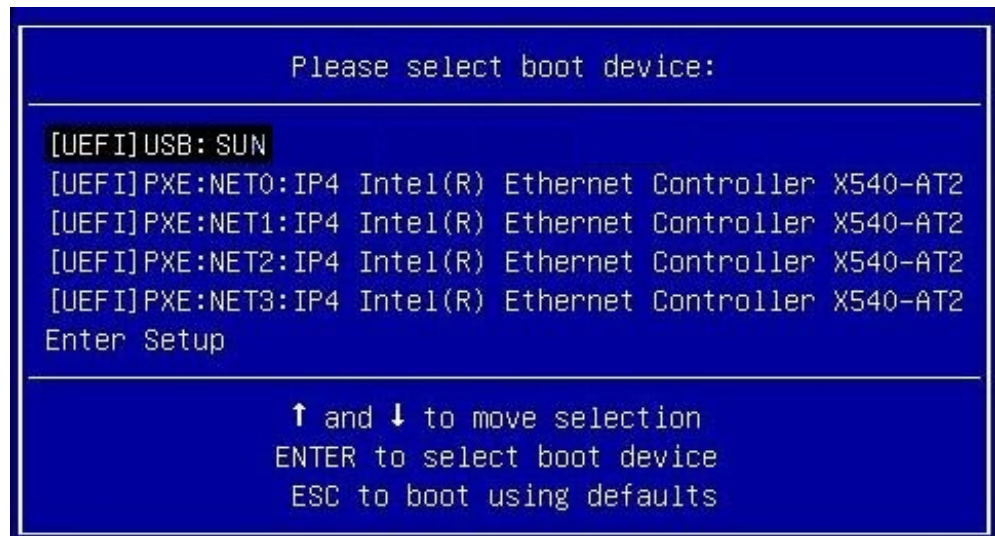 Please select boot device:
[UEFI]USB:SUN
[UEFI]PXE:NET0:IP4 Intel(R) Ethernet Controller X540-AT2
[UEFI]PXE:NET1:IP4 Intel(R) Ethernet Controller X540-AT2
[UEFI]PXE:NET2:IP4 Intel(R) Ethernet Controller X540-AT2
[UEFI]PXE:NET3:IP4 Intel(R) Ethernet Controller X540-AT2
Enter Setup
↑ and ↓ to move selection
ENTER to select boot device
ESC to boot using defaults